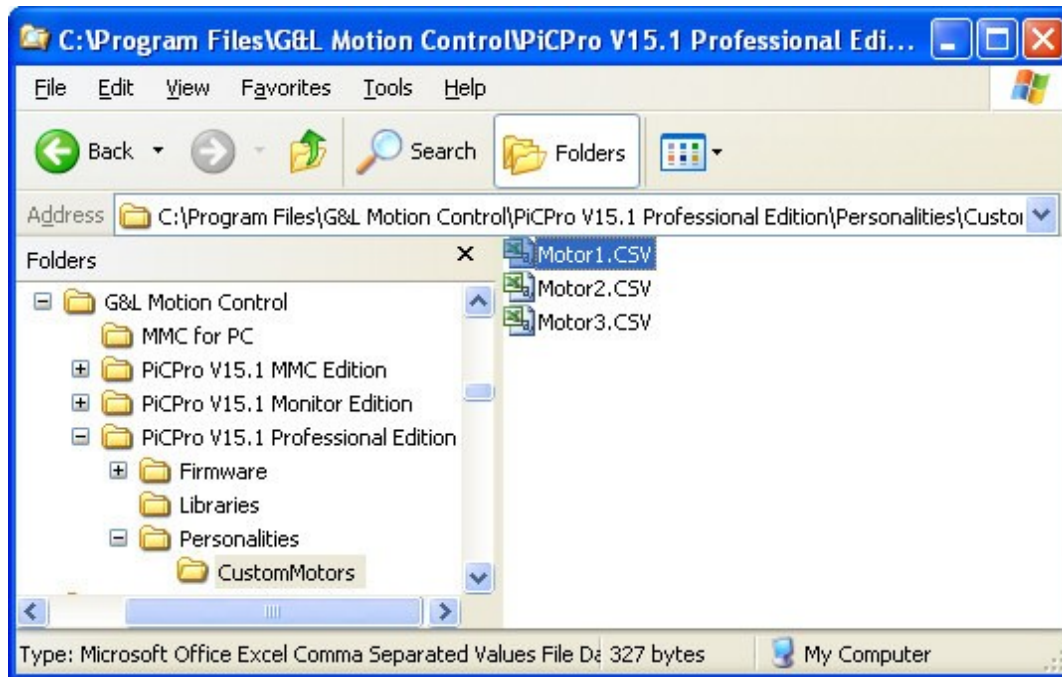 C:\Program Files\G&L Motion Control\PiCPro V15.1 Professional Edi...
File Edit View Favorites Tools Help
Back Search Folders
Address C:\Program Files\G&L Motion Control\PiCPro V15.1 Professional Edition\Personalities\Custo
Folders
Motor1.CSV
Motor2.CSV
Motor3.CSV
G&L Motion Control
MMC for PC
PiCPro V15.1 MMC Edition
PiCPro V15.1 Monitor Edition
PiCPro V15.1 Professional Edition
Firmware
Libraries
Personalities
CustomMotors
Type: Microsoft Office Excel Comma Separated Values File Da 327 bytes My Computer